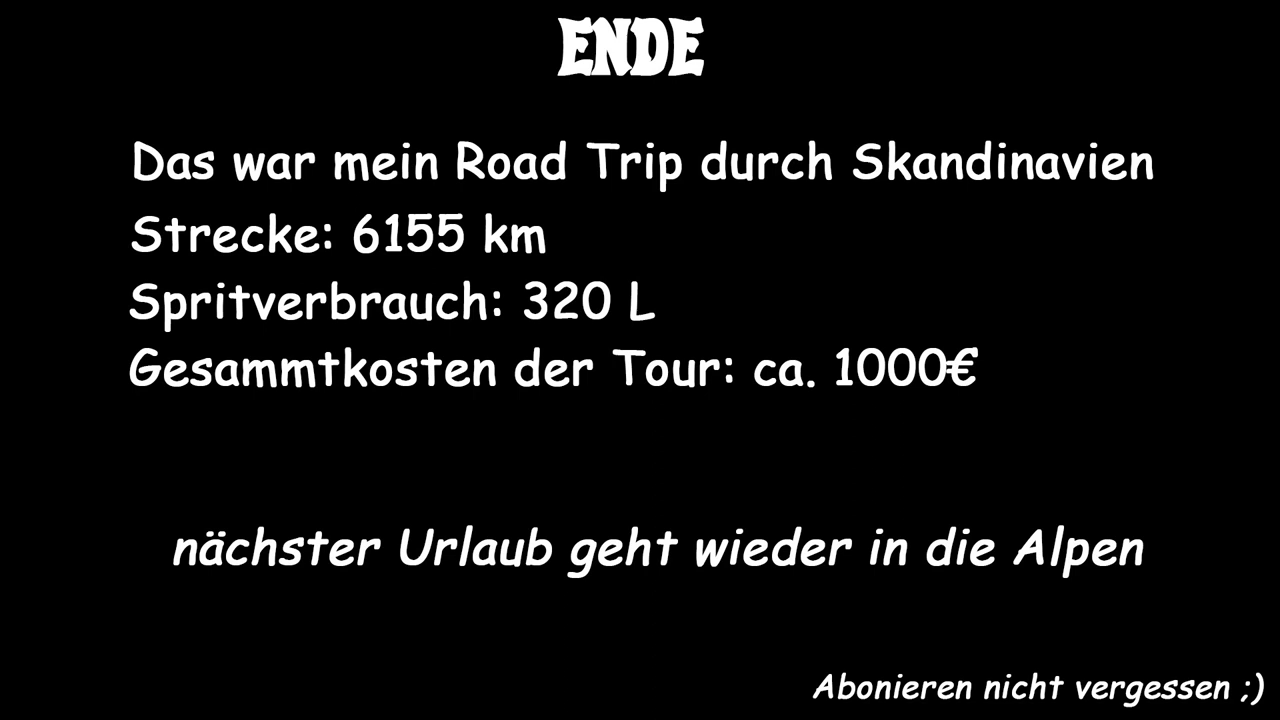 ENDE
Das war mein Road Trip durch Skandinavien
Strecke: 6155 km
Spritverbrauch: 320 L
Gesammtkosten der Tour: ca. 1000€
nächster Urlaub geht wieder in die Alpen
Abonieren nicht vergessen ;)